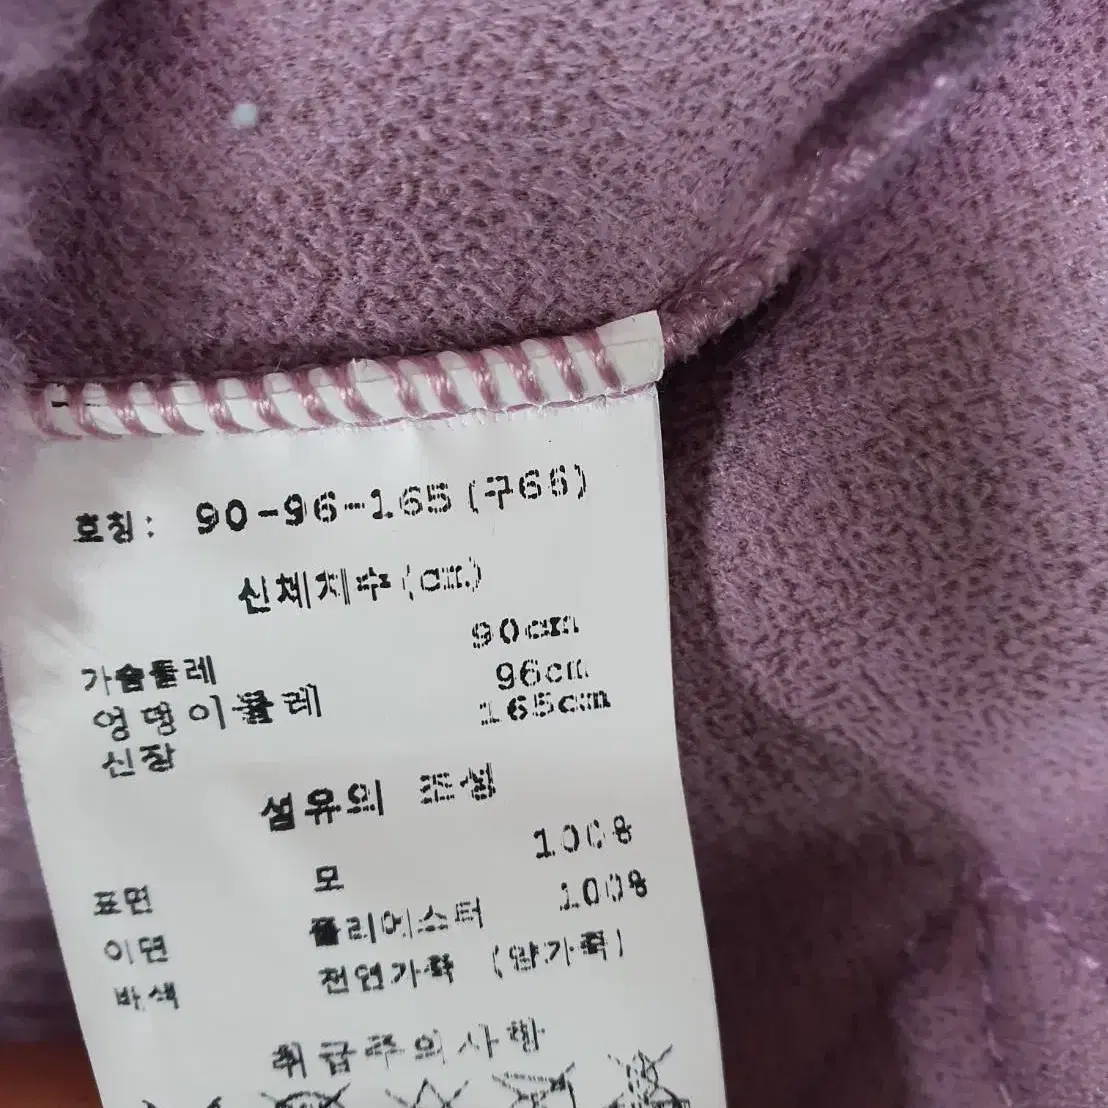 호칭: 90-96-165(구66)
신체치수(cm)
가슴둘레 90cm
엉덩이둘레 96cm
신장 165cm
섬유의 조성
표면 모 100%
이면 폴리에스터 100%
배색 천연가죽 (양가죽)
취급주의사항